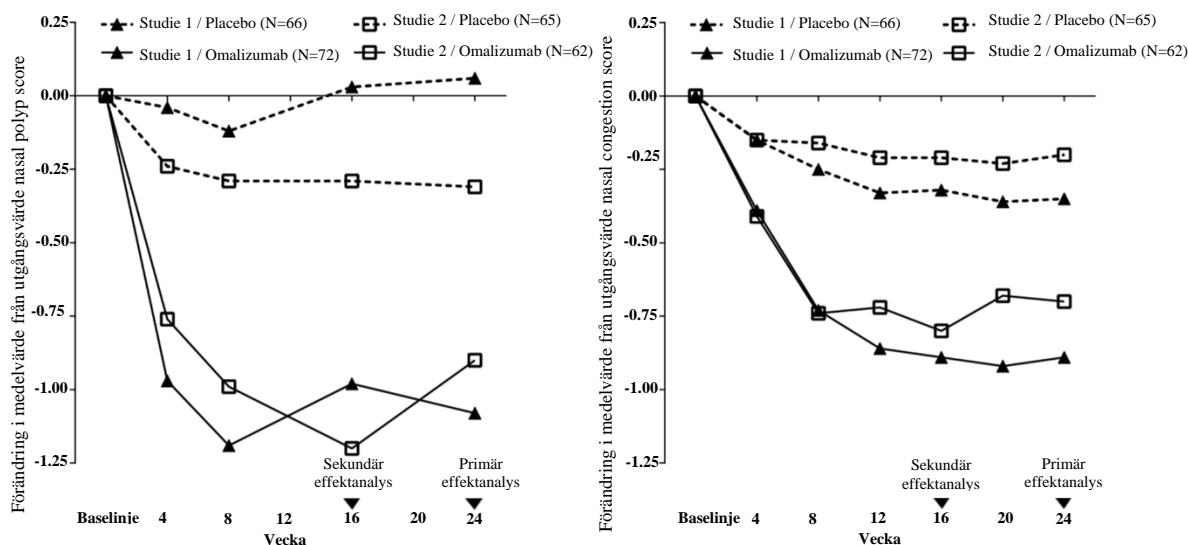 Studie 1 / Placebo (N=66)
Studie 2 / Placebo (N=65)
Studie 1 / Omalizumab (N=72)
Studie 2 / Omalizumab (N=62)
Förändring i medelvärde från utgångsvärde nasal polyp score
0.25
0.00
-0.25
-0.50
-0.75
-1.00
-1.25
Sekundär
effektanalys
Primär
effektanalys
Baselinje 4 8 12 16 20 24
Vecka
Studie 1 / Placebo (N=66)
Studie 2 / Placebo (N=65)
Studie 1 / Omalizumab (N=72)
Studie 2 / Omalizumab (N=62)
Förändring i medelvärde från utgångsvärde nasal congestion score
0.25
0.00
-0.25
-0.50
-0.75
-1.00
-1.25
Sekundär
effektanalys
Primär
effektanalys
Baselinje 4 8 12 16 20 24
Vecka